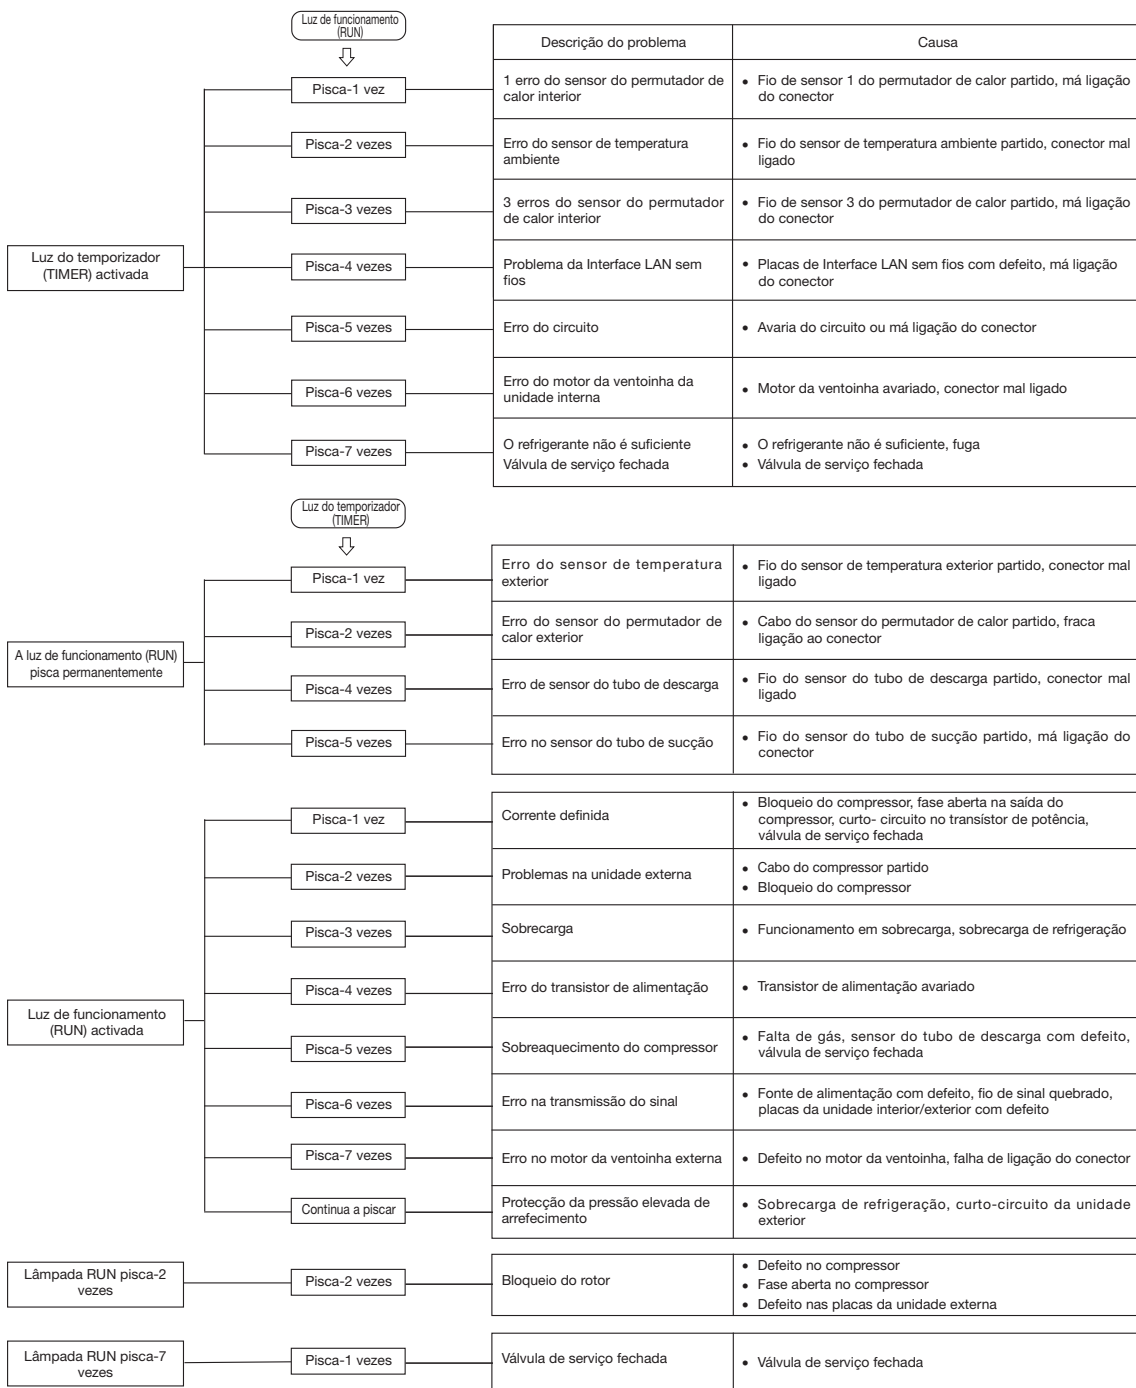 Luz de funcionamento
(RUN)
Descrição do problema
Causa
Luz do temporizador
(TIMER) activada
Pisca-1 vez
1 erro do sensor do permutador de
calor interior
• Fio de sensor 1 do permutador de calor partido, má ligação
do conector
Pisca-2 vezes
Erro do sensor de temperatura
ambiente
• Fio do sensor de temperatura ambiente partido, conector mal
ligado
Pisca-3 vezes
3 erros do sensor do permutador
de calor interior
• Fio de sensor 3 do permutador de calor partido, má ligação
do conector
Pisca-4 vezes
Problema da Interface LAN sem
fios
• Placas de Interface LAN sem fios com defeito, má ligação
do conector
Pisca-5 vezes
Erro do circuito
• Avaria do circuito ou má ligação do conector
Pisca-6 vezes
Erro do motor da ventoinha da
unidade interna
• Motor da ventoinha avariado, conector mal ligado
Pisca-7 vezes
O refrigerante não é suficiente
Válvula de serviço fechada
• O refrigerante não é suficiente, fuga
• Válvula de serviço fechada
Luz do temporizador
(TIMER)
A luz de funcionamento (RUN)
pisca permanentemente
Pisca-1 vez
Erro do sensor de temperatura
exterior
• Fio do sensor de temperatura exterior partido, conector mal
ligado
Pisca-2 vezes
Erro do sensor do permutador de
calor exterior
• Cabo do sensor do permutador de calor partido, fraca
ligação ao conector
Pisca-4 vezes
Erro de sensor do tubo de descarga
• Fio do sensor do tubo de descarga partido, conector mal
ligado
Pisca-5 vezes
Erro no sensor do tubo de sucção
• Fio do sensor do tubo de sucção partido, má ligação do
conector
Luz de funcionamento
(RUN) activada
Pisca-1 vez
Corrente definida
• Bloqueio do compressor, fase aberta na saída do
compressor, curto- circuito no transístor de potência,
válvula de serviço fechada
Pisca-2 vezes
Problemas na unidade externa
• Cabo do compressor partido
• Bloqueio do compressor
Pisca-3 vezes
Sobrecarga
• Funcionamento em sobrecarga, sobrecarga de refrigeração
Pisca-4 vezes
Erro do transistor de alimentação
• Transistor de alimentação avariado
Pisca-5 vezes
Sobreaquecimento do compressor
• Falta de gás, sensor do tubo de descarga com defeito,
válvula de serviço fechada
Pisca-6 vezes
Erro na transmissão do sinal
• Fonte de alimentação com defeito, fio de sinal quebrado,
placas da unidade interior/exterior com defeito
Pisca-7 vezes
Erro no motor da ventoinha externa
• Defeito no motor da ventoinha, falha de ligação do conector
Continua a piscar
Protecção da pressão elevada de
arrefecimento
• Sobrecarga de refrigeração, curto-circuito da unidade
exterior
Lâmpada RUN pisca-2
vezes
Pisca-2 vezes
Bloqueio do rotor
• Defeito no compressor
• Fase aberta no compressor
• Defeito nas placas da unidade externa
Lâmpada RUN pisca-7
vezes
Pisca-1 vezes
Válvula de serviço fechada
• Válvula de serviço fechada